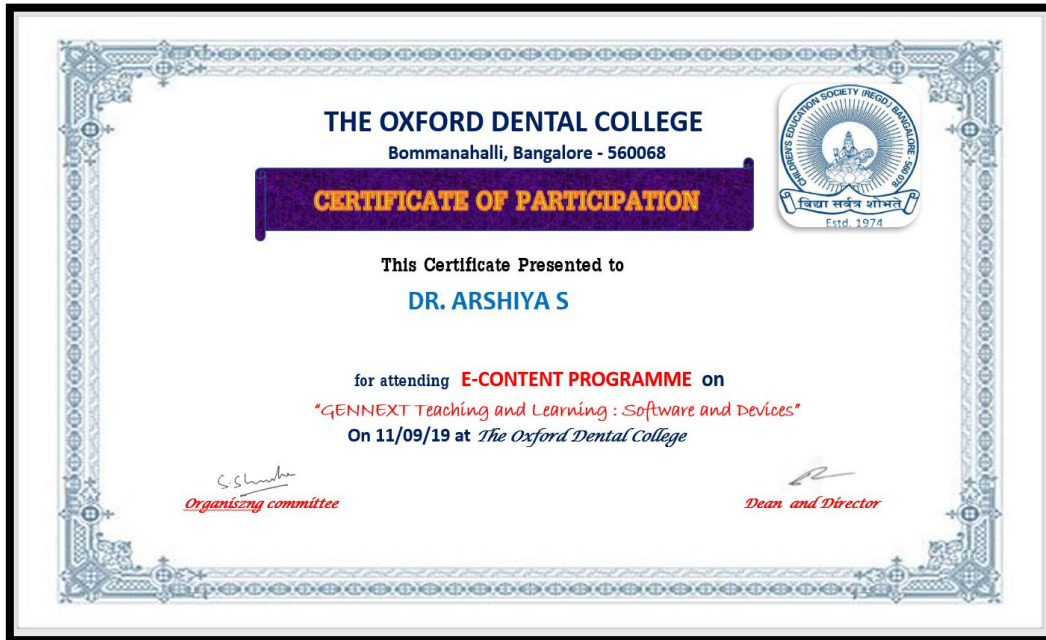 THE OXFORD DENTAL COLLEGE
Bommanahalli, Bangalore - 560068
CHILDREN'S EDUCATION SOCIETY (REGD.) BANGALORE - 560 078
विद्या सर्वत्र शोभते
Estd. 1974
CERTIFICATE OF PARTICIPATION
This Certificate Presented to
DR. ARSHIYA S
for attending E-CONTENT PROGRAMME on
"GENNEXT Teaching and Learning : Software and Devices"
On 11/09/19 at The Oxford Dental College
Organiszng committee
Dean and Director